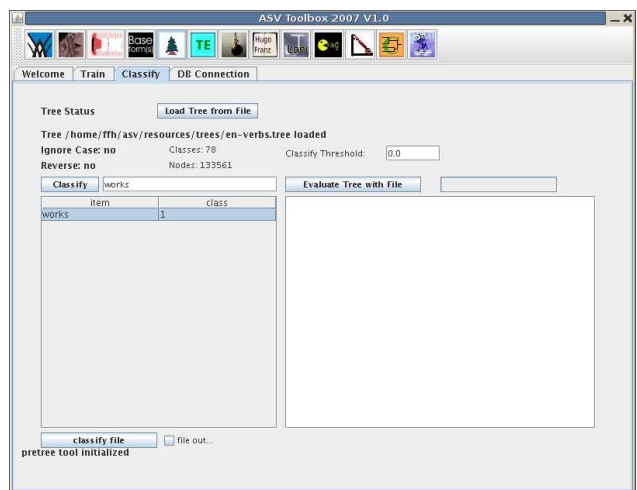 ASV Toolbox 2007 V1.0
Base form(s)
TE
Hugo Franz
Welcome Train Classify DB Connection
Tree Status Load Tree from File
Tree /home/ffh/asv/resources/trees/en-verbs.tree loaded
Ignore Case: no Classes: 78 Classify Threshold: 0.0
Reverse: no Nodes: 133561
Classify works Evaluate Tree with File
item class
works 1
classify file file out...
pretree tool initialized